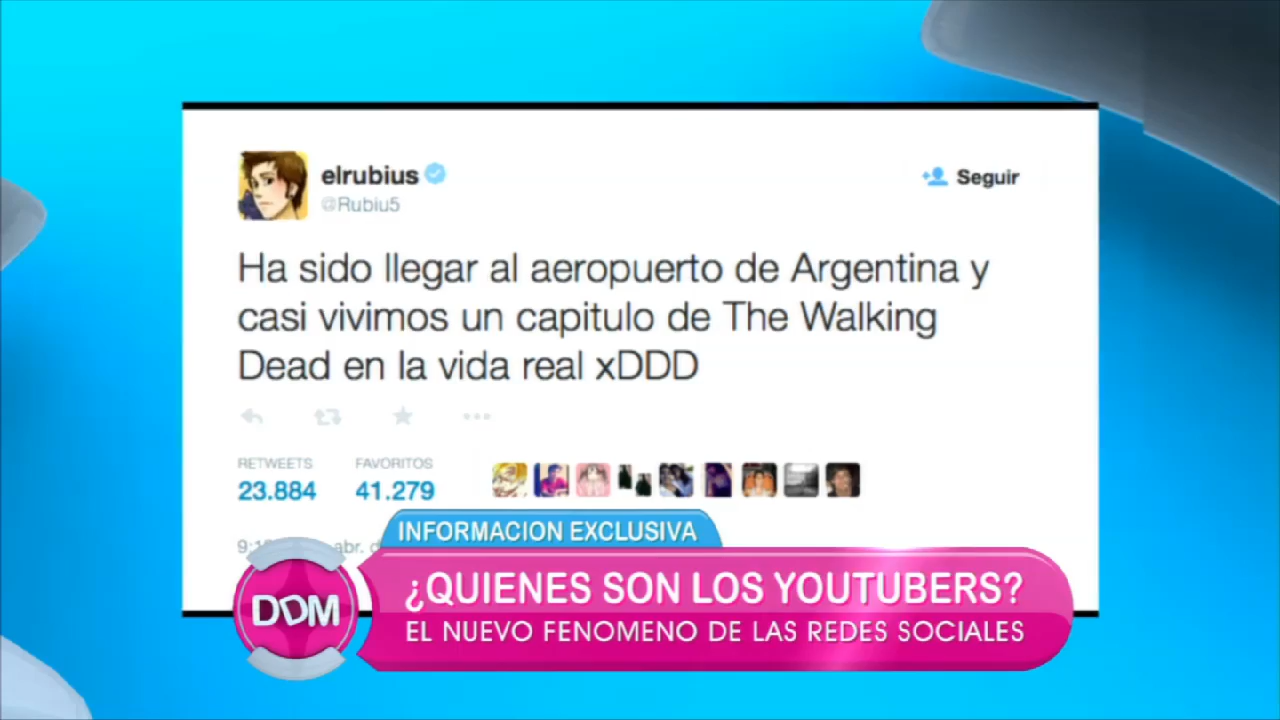 elrubius
@Rubiu5
Seguir
Ha sido llegar al aeropuerto de Argentina y
casi vivimos un capitulo de The Walking
Dead en la vida real xDDD
RETWEETS
FAVORITOS
23.884
41.279
abr.
INFORMACION EXCLUSIVA
DDM
¿QUIENES SON LOS YOUTUBERS?
EL NUEVO FENOMENO DE LAS REDES SOCIALES